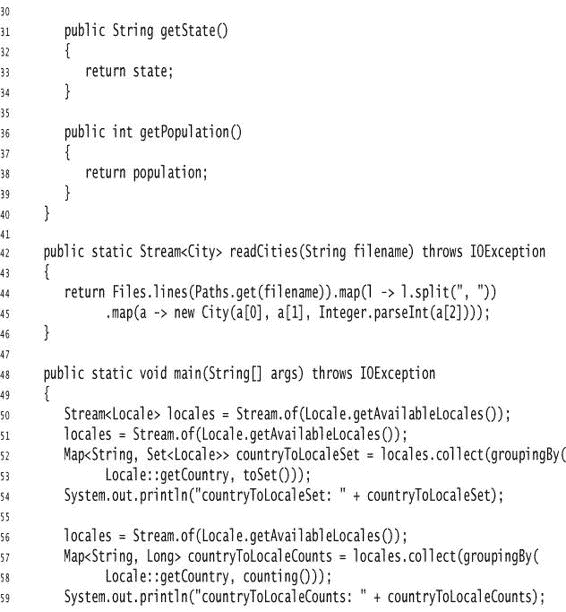 30
31 public String getState()
32 {
33 return state;
34 }
35
36 public int getPopulation()
37 {
38 return population;
39 }
40 }
41
42 public static Stream<City> readCities(String filename) throws IOException
43 {
44 return Files.lines(Paths.get(filename)).map(l -> l.split(", "))
45 .map(a -> new City(a[0], a[1], Integer.parseInt(a[2])));
46 }
47
48 public static void main(String[] args) throws IOException
49 {
50 Stream<Locale> locales = Stream.of(Locale.getAvailableLocales());
51 locales = Stream.of(Locale.getAvailableLocales());
52 Map<String, Set<Locale>> countryToLocaleSet = locales.collect(groupingBy(
53 Locale::getCountry, toSet()));
54 System.out.println("countryToLocaleSet: " + countryToLocaleSet);
55
56 locales = Stream.of(Locale.getAvailableLocales());
57 Map<String, Long> countryToLocaleCounts = locales.collect(groupingBy(
58 Locale::getCountry, counting()));
59 System.out.println("countryToLocaleCounts: " + countryToLocaleCounts);